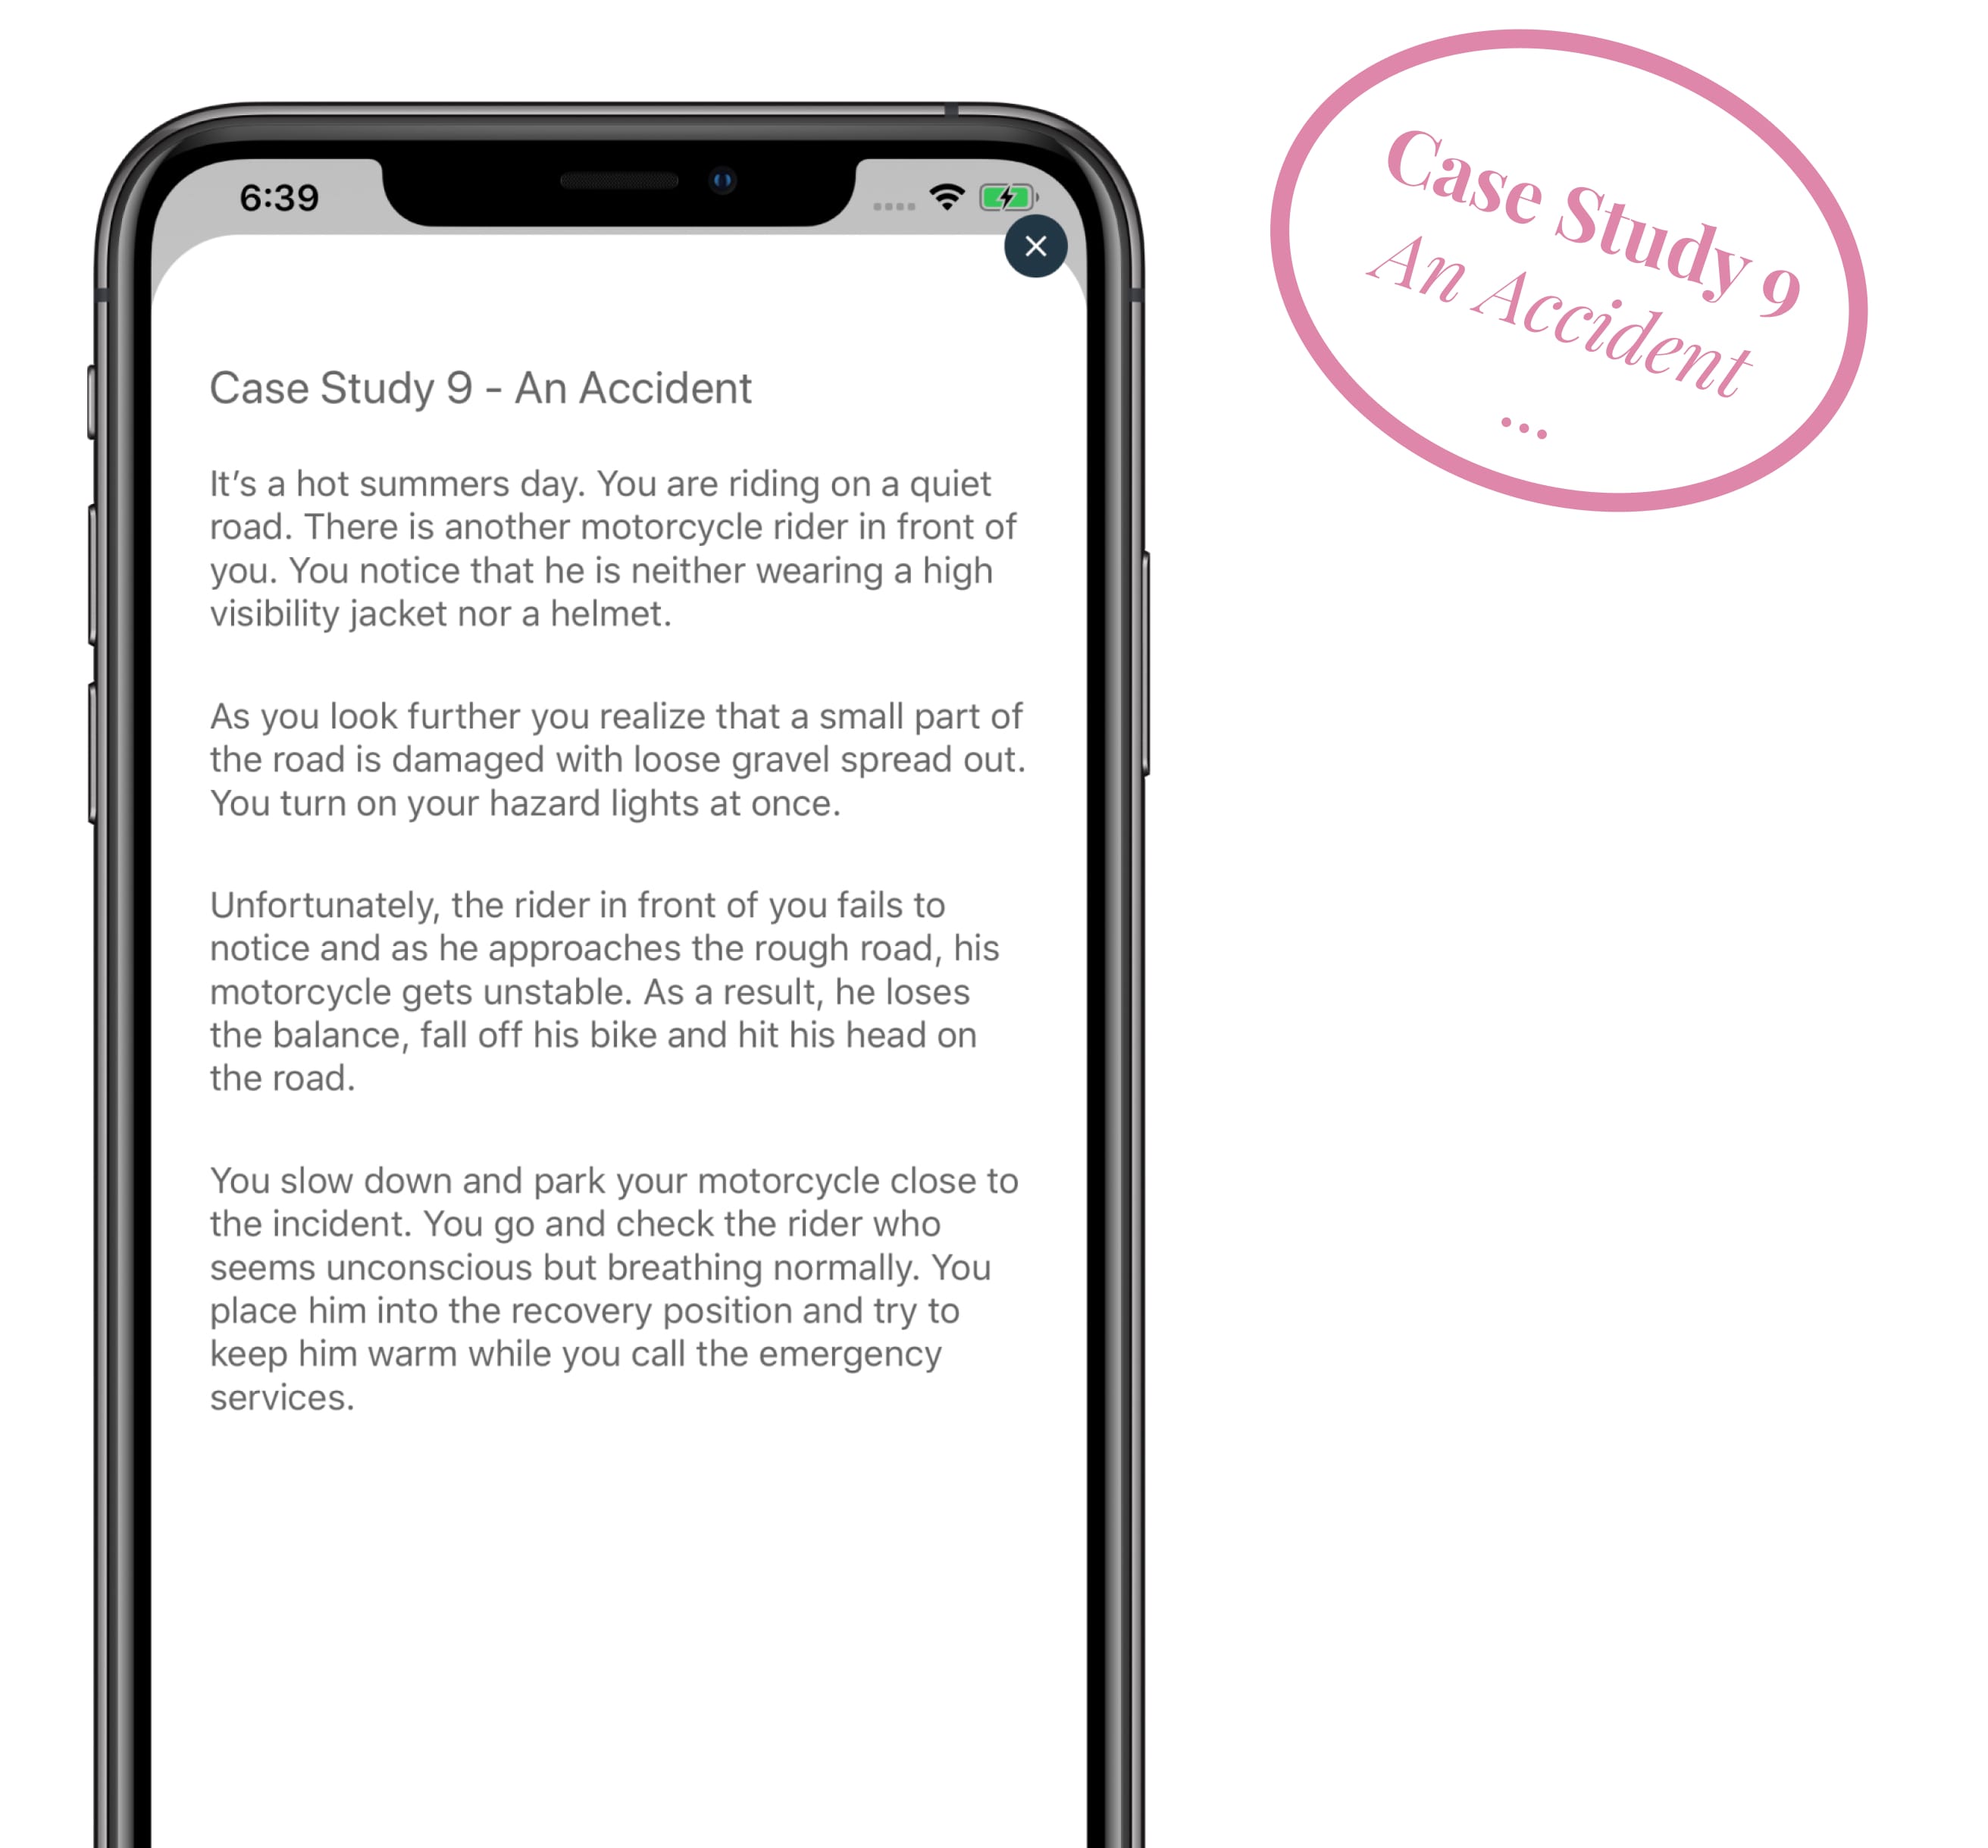 6:39
Case Study 9 - An Accident
It’s a hot summers day. You are riding on a quiet
road. There is another motorcycle rider in front of
you. You notice that he is neither wearing a high
visibility jacket nor a helmet.
As you look further you realize that a small part of
the road is damaged with loose gravel spread out.
You turn on your hazard lights at once.
Unfortunately, the rider in front of you fails to
notice and as he approaches the rough road, his
motorcycle gets unstable. As a result, he loses
the balance, fall off his bike and hit his head on
the road.
You slow down and park your motorcycle close to
the incident. You go and check the rider who
seems unconscious but breathing normally. You
place him into the recovery position and try to
keep him warm while you call the emergency
services.
Case Study 9
An Accident
...